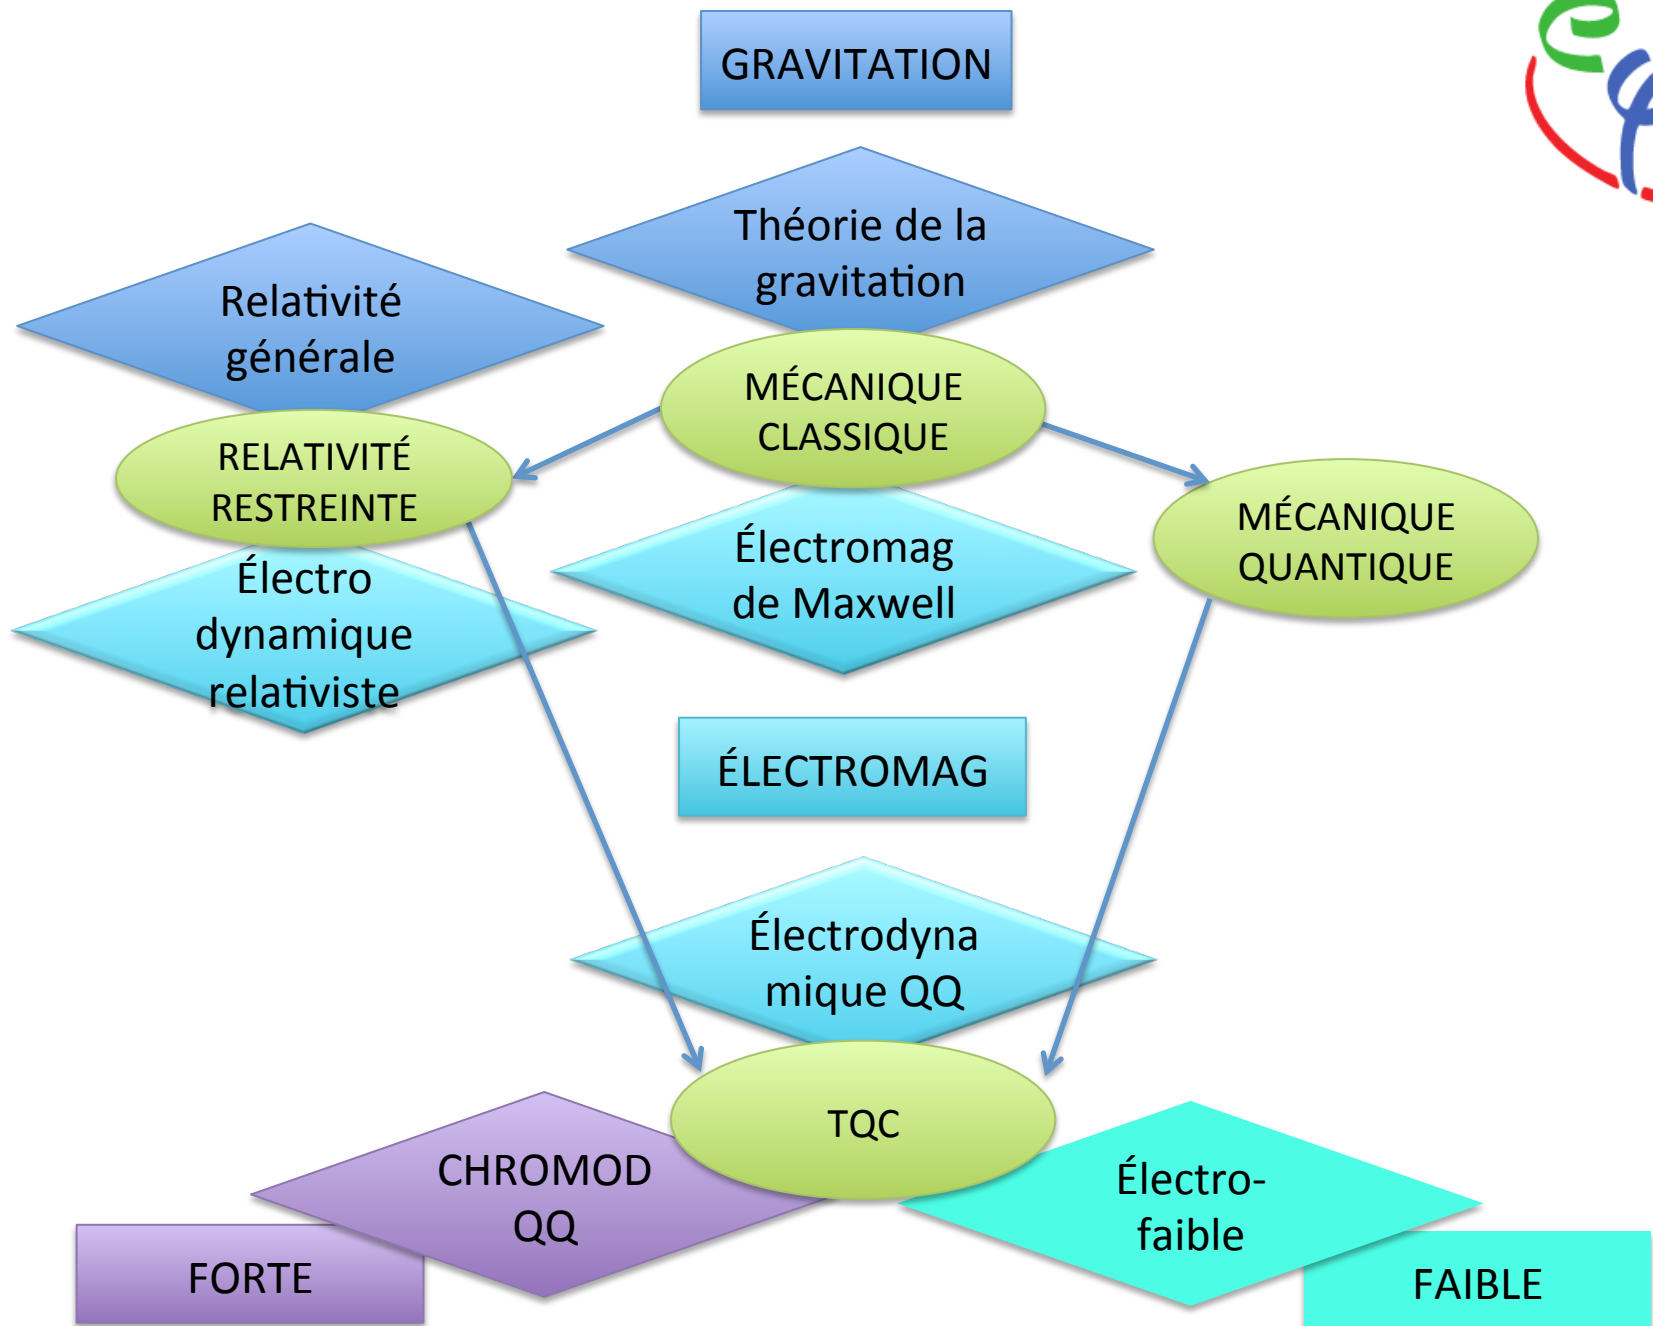 GRAVITATION
Théorie de la
gravitation
Relativité
générale
MÉCANIQUE
CLASSIQUE
RELATIVITÉ
RESTREINTE
MÉCANIQUE
QUANTIQUE
Électromag
de Maxwell
Électro
dynamique
relativiste
ÉLECTROMAG
Électrodyna
mique QQ
TQC
CHROMOD
QQ
Électro-
faible
FORTE
FAIBLE